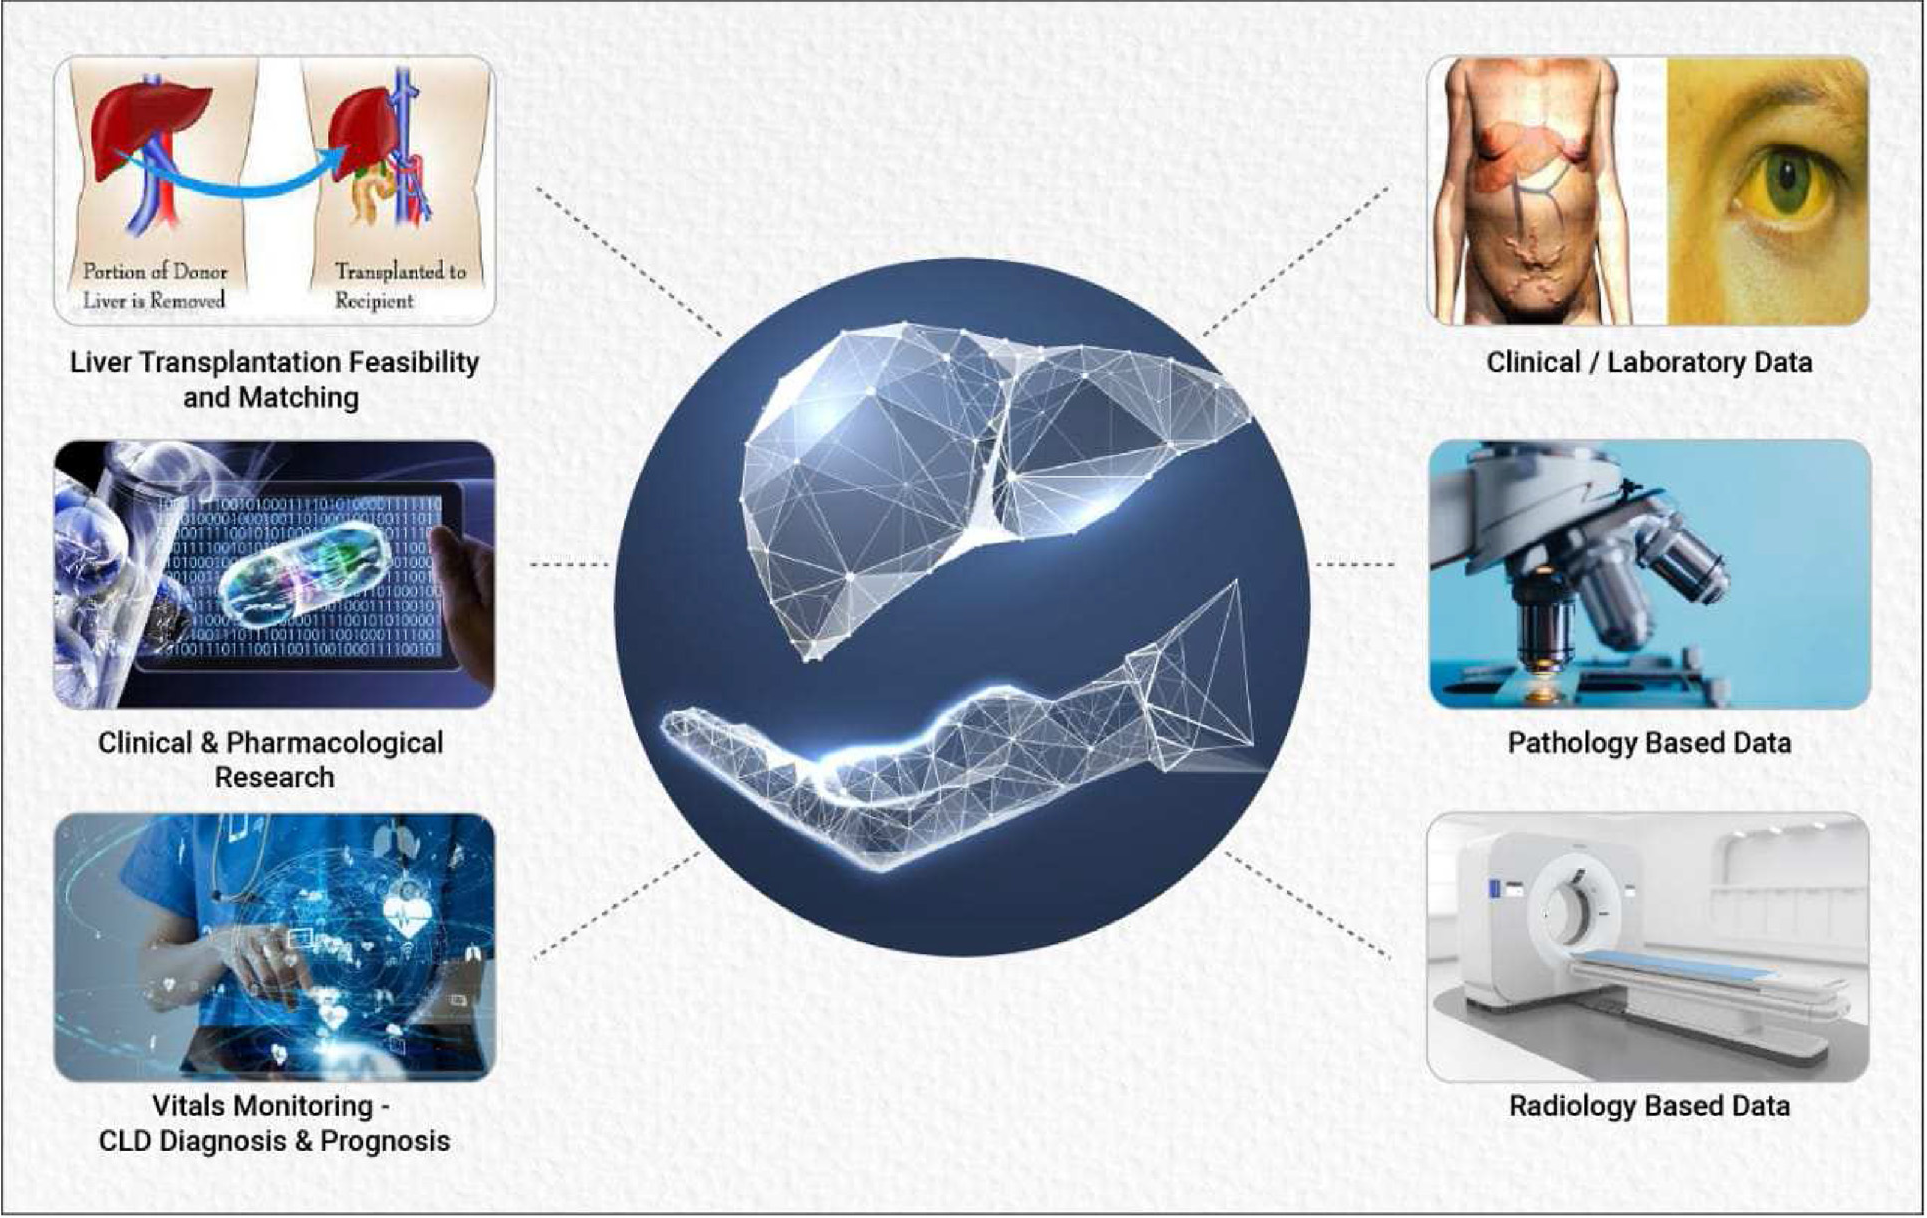 Portion of Donor
Liver is Removed
Transplanted to
Recipient
Liver Transplantation Feasibility
and Matching
Clinical / Laboratory Data
Clinical & Pharmacological
Research
Pathology Based Data
Vitals Monitoring -
CLD Diagnosis & Prognosis
Radiology Based Data